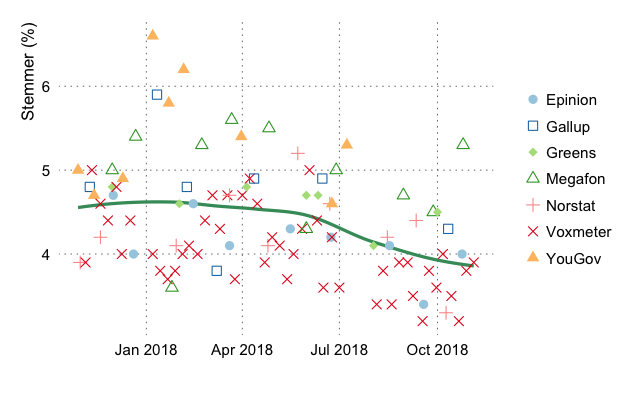 Stemmer (%)
6
5
4
Jan 2018
Apr 2018
Jul 2018
Oct 2018
Epinion
Gallup
Greens
Megafon
Norstat
Voxmeter
YouGov